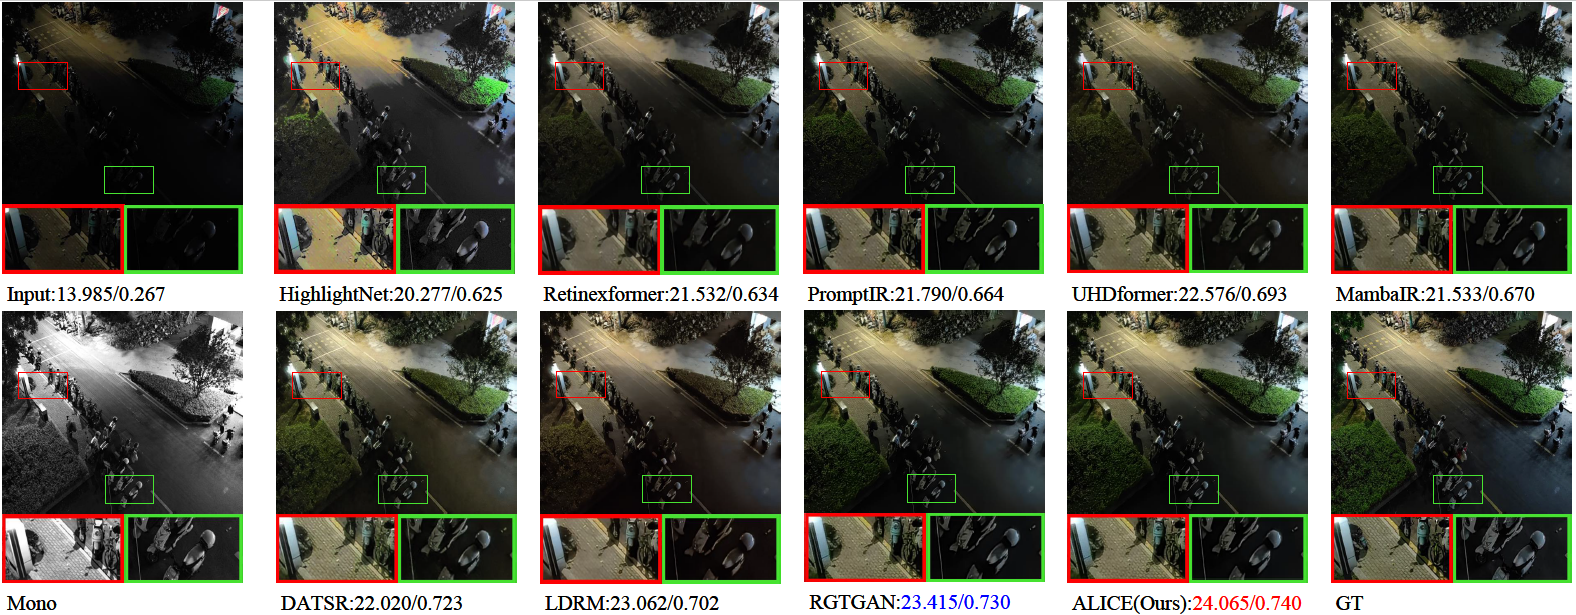 Input:13.985/0.267
HighlightNet:20.277/0.625
Retinexformer:21.532/0.634
PromptIR:21.790/0.664
UHDformer:22.576/0.693
MambaIR:21.533/0.670
Mono
DATSR:22.020/0.723
LDRM:23.062/0.702
RGTGAN:23.415/0.730
ALICE(Ours):24.065/0.740
GT